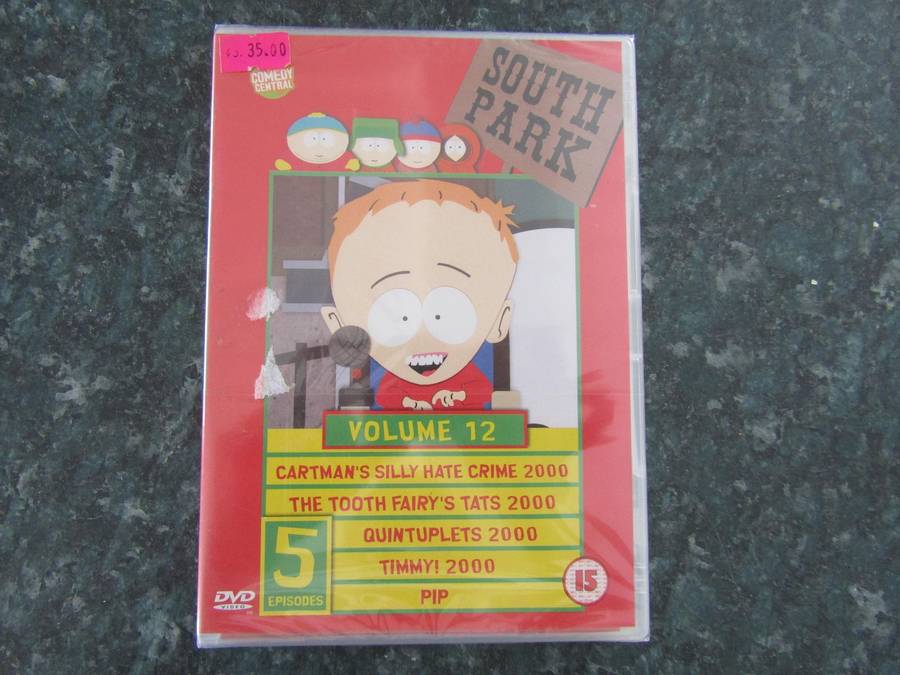 35.00
COMEDY
CENTRAL
SOUTH
PARK
VOLUME 12
CARTMAN'S SILLY HATE CRIME 2000
THE TOOTH FAIRY'S TATS 2000
QUINTUPLETS 2000
TIMMY! 2000
PIP
5
EPISODES
DVD
VIDEO
15